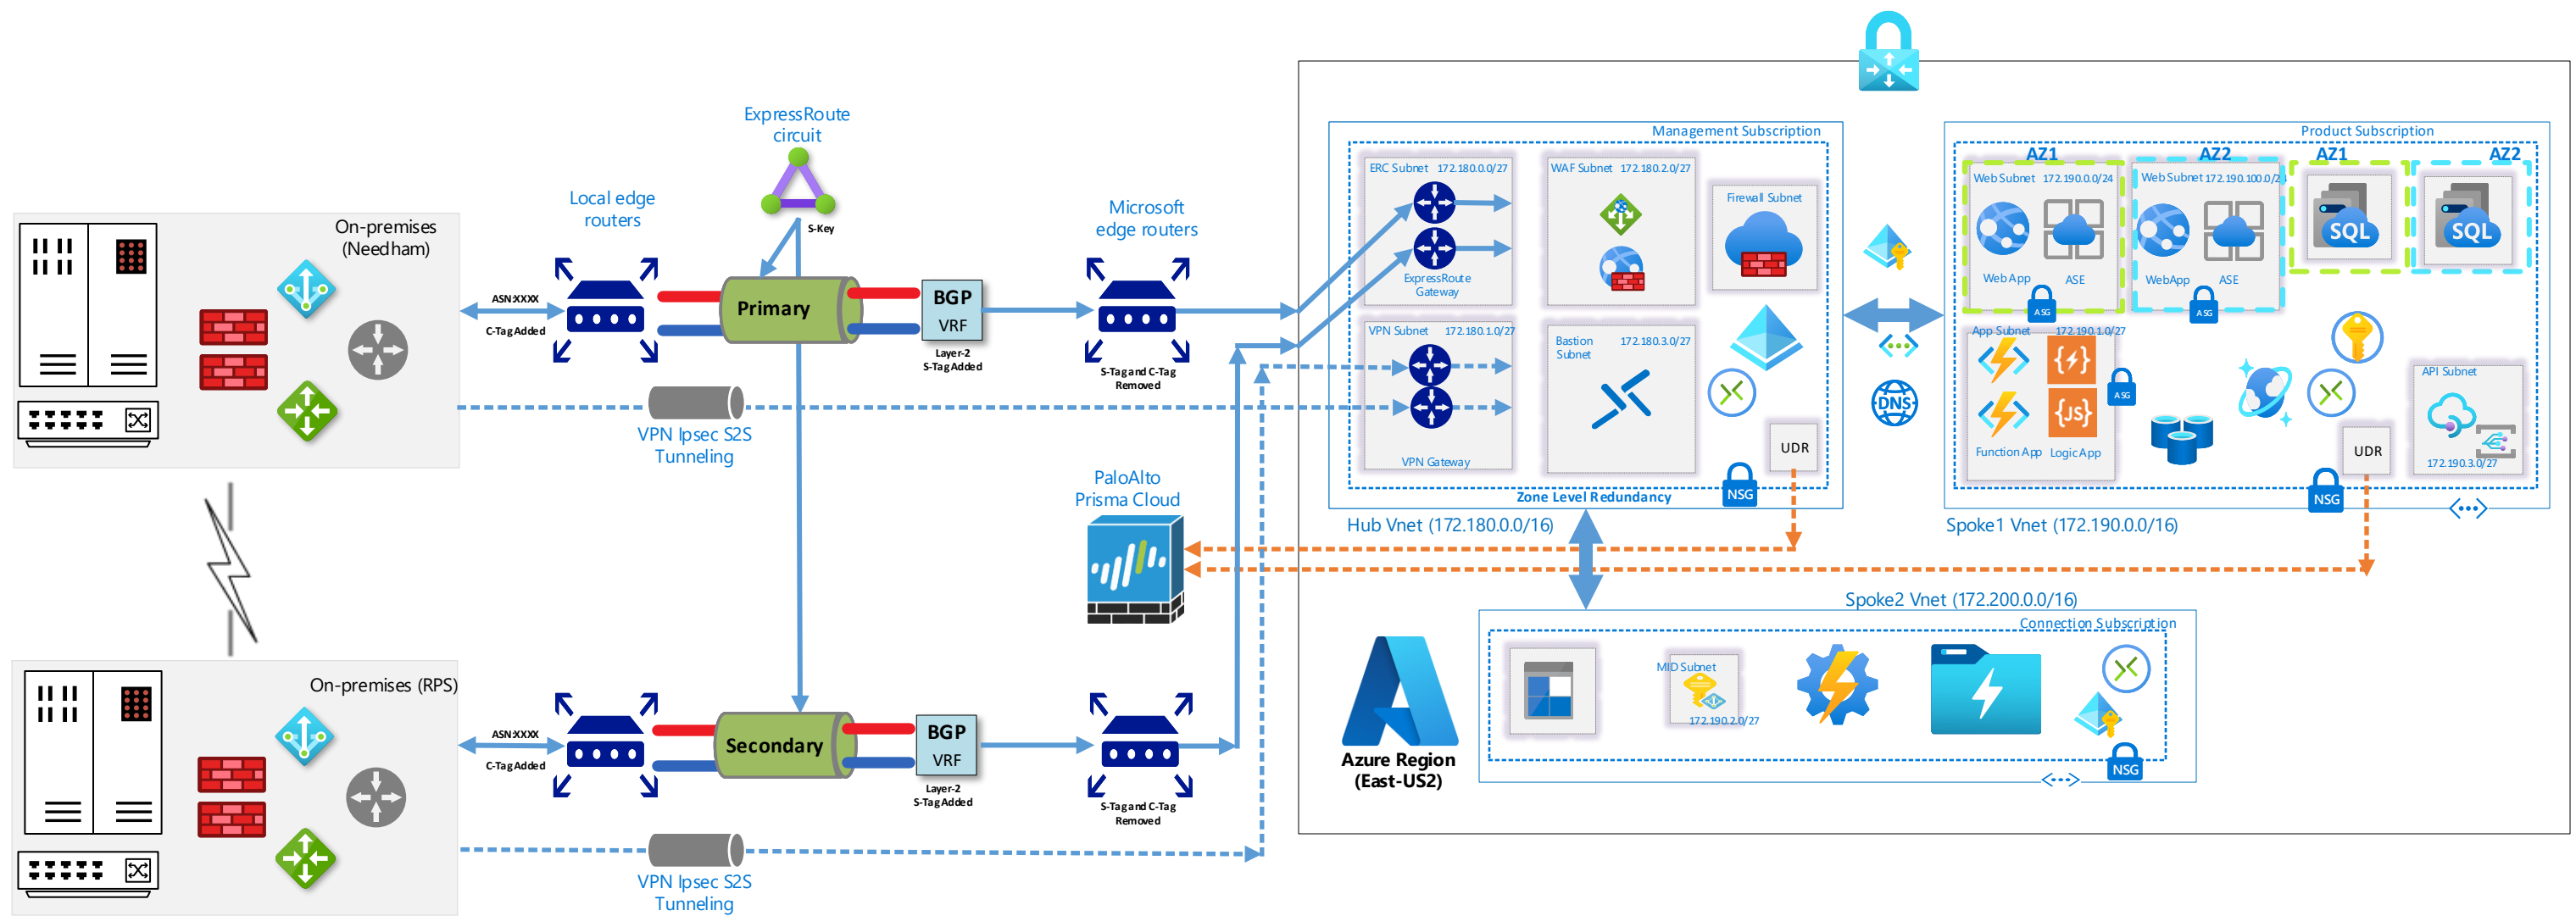 ExpressRoute
circuit
S-Key
On-premises
(Needham)
Local edge
routers
ASN:XXXX
C-Tag Added
Primary
BGP
VRF
Layer-2
S-Tag Added
Microsoft
edge routers
S-Tag and C-Tag
Removed
VPN Ipsec S2S
Tunneling
PaloAlto
Prisma Cloud
On-premises (RPS)
ASN:XXXX
C-Tag Added
Secondary
BGP
VRF
Layer-2
S-Tag Added
S-Tag and C-Tag
Removed
VPN Ipsec S2S
Tunneling
Management Subscription
ERC Subnet 172.180.0.0/27
ExpressRoute
Gateway
WAF Subnet 172.180.2.0/27
Firewall Subnet
VPN Subnet 172.180.1.0/27
VPN Gateway
Bastion
Subnet
172.180.3.0/27
UDR
NSG
Zone Level Redundancy
Hub Vnet (172.180.0.0/16)
DNS
Product Subscription
AZ1
Web Subnet 172.190.0.0/24
Web App
ASE
ASG
AZ2
Web Subnet 172.190.100.0/24
WebApp
ASE
ASG
AZ1
SQL
AZ2
SQL
App Subnet 172.190.1.0/27
JS
Function App
Logic App
ASG
API Subnet
172.190.3.0/27
UDR
NSG
Spoke1 Vnet (172.190.0.0/16)
Spoke2 Vnet (172.200.0.0/16)
Connection Subscription
MID Subnet
172.190.2.0/27
NSG
Azure Region
(East-US2)